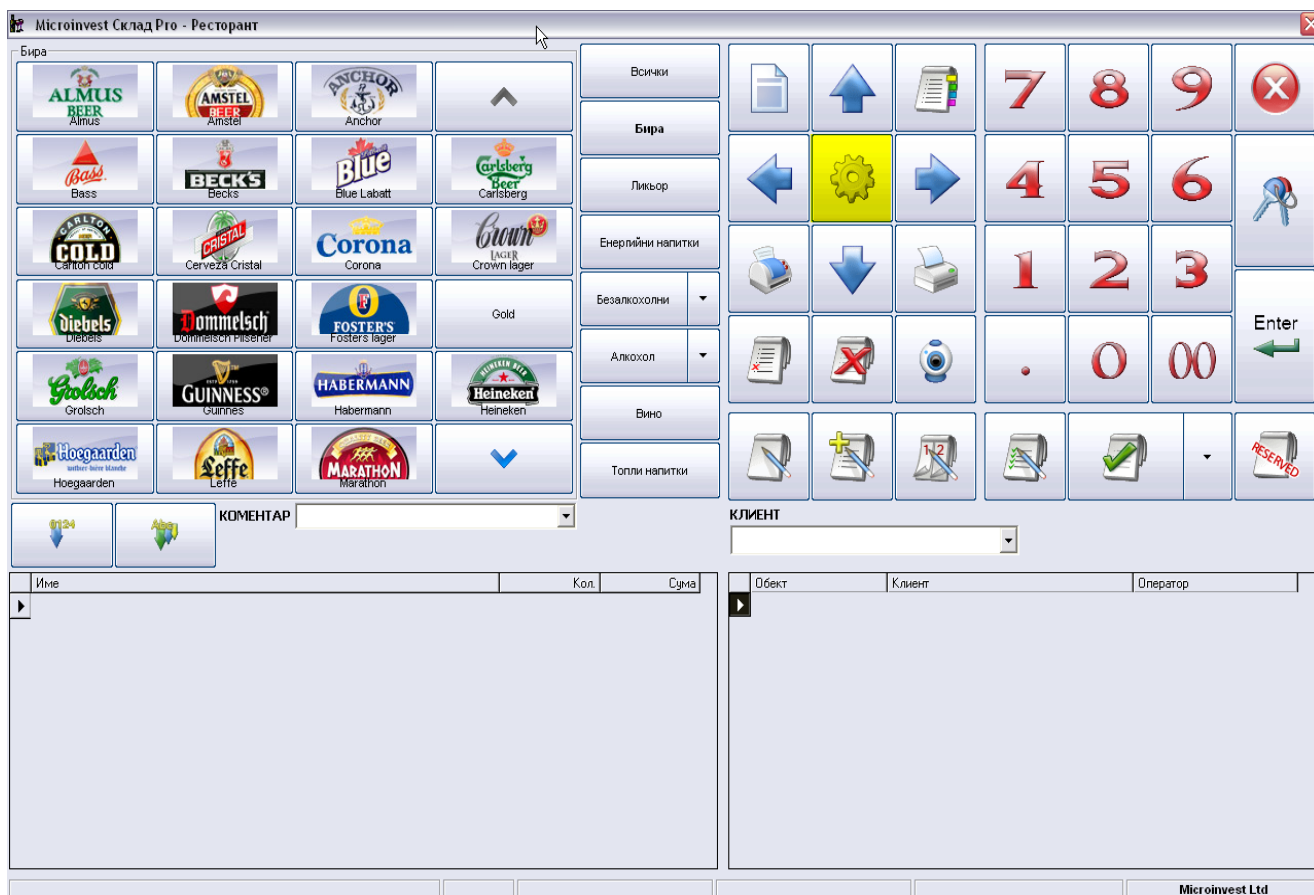 Microinvest Склад Pro - Ресторант
Бира
ALMUS
BEER
Almus
AMSTEL
BEER
Amstel
ANCHOR
Anchor
Bass
Bass
BECK'S
Becks
Blue
Blue Labatt
Carlsberg
Beer
Carlsberg
CARLTON
COLD
Carlton cold
CRISTAL
Cerveza Cristal
Corona
Corona
Crown
LAGER
Crown lager
Diebels
Diebels
Dommelsch
Dommelsch Pilsener
FOSTER'S
Fosters lager
Gold
Grolsch
Grolsch
GUINNESS®
Guinnes
HABERMANN
Habermann
Heineken
Heineken
Hoegaarden
witbier-bière blanche
Hoegaarden
Leffe
Leffe
MARATHON
Marathon
Всички
Бира
Ликьор
Енергийни напитки
Безалкохолни
Алкохол
Вино
Топли напитки
7 8 9
4 5 6
1 2 3
. 0 00
Enter
1 2
RESERVED
0124
Abc
КОМЕНТАР
КЛИЕНТ
Име Кол. Сума
Обект Клиент Оператор
Microinvest Ltd